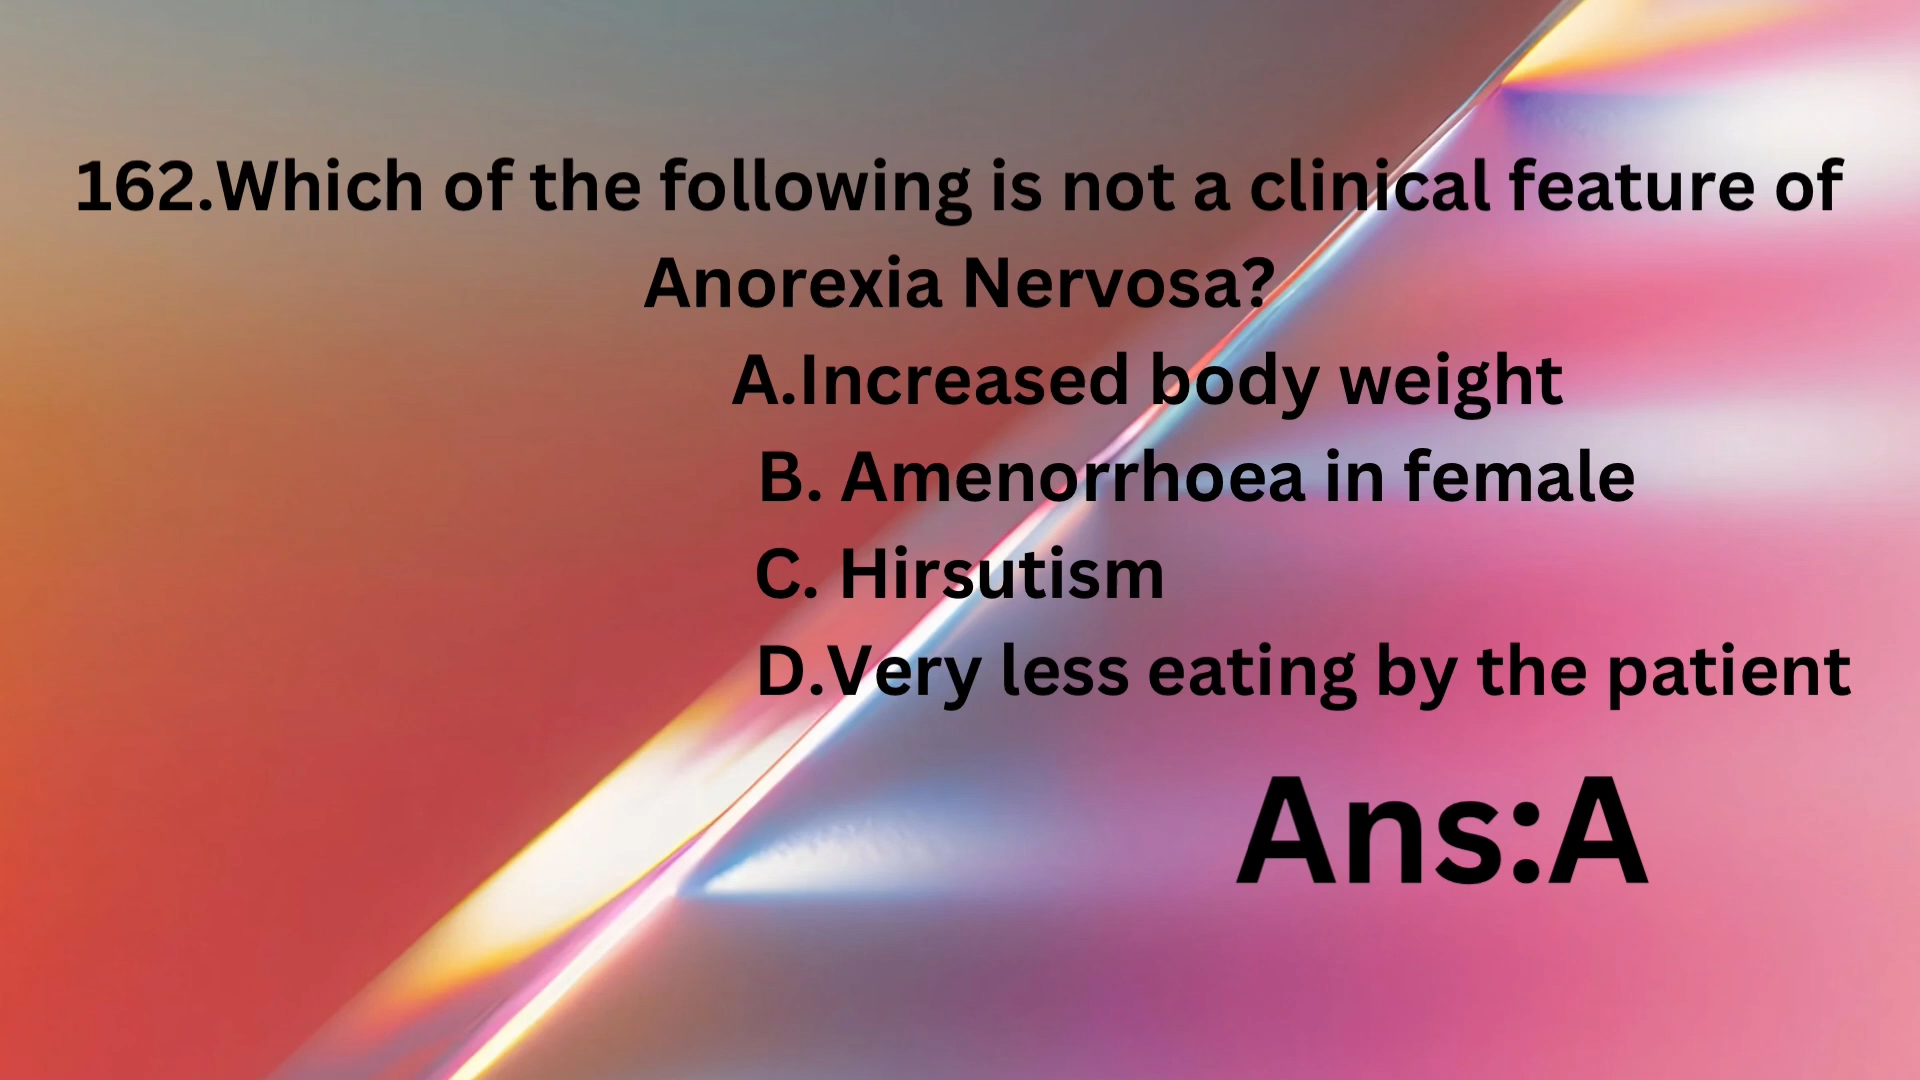 162.Which of the following is not a clinical feature of
Anorexia Nervosa?
A.Increased body weight
B. Amenorrhoea in female
C. Hirsutism
D.Very less eating by the patient
Ans:A